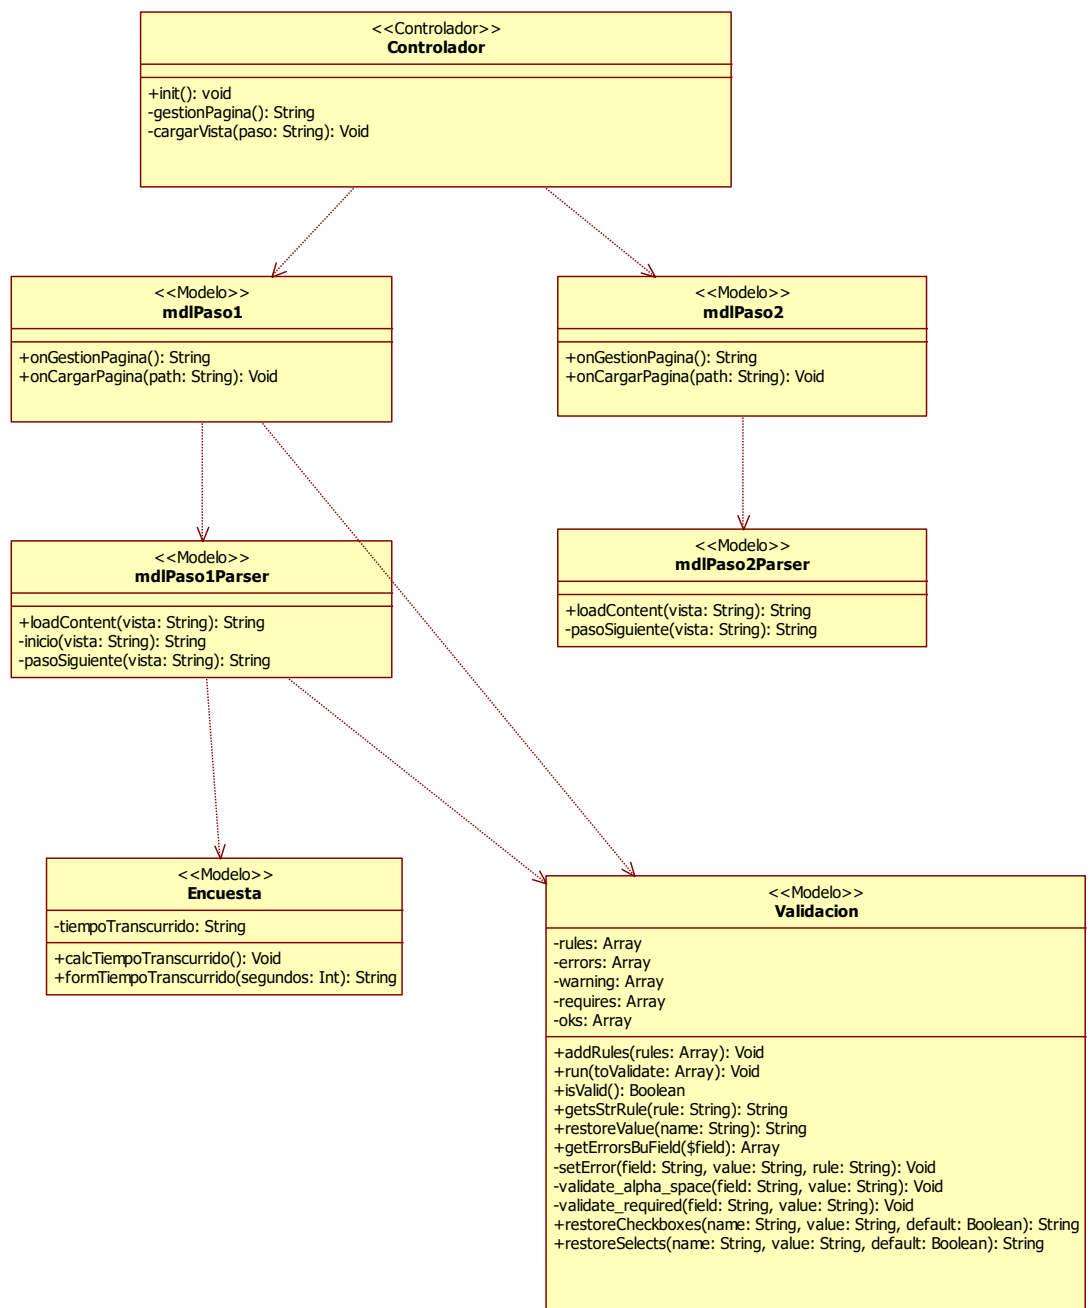 <<Controlador>>
Controlador
+init(): void
-gestionPagina(): String
-cargarVista(paso: String): Void
<<Modelo>>
mdlPaso1
+onGestionPagina(): String
+onCargarPagina(path: String): Void
<<Modelo>>
mdlPaso2
+onGestionPagina(): String
+onCargarPagina(path: String): Void
<<Modelo>>
mdlPaso1Parser
+loadContent(vista: String): String
-inicio(vista: String): String
-pasoSiguiente(vista: String): String
<<Modelo>>
mdlPaso2Parser
+loadContent(vista: String): String
-pasoSiguiente(vista: String): String
<<Modelo>>
Encuesta
-tiempoTranscurrido: String
+calcTiempoTranscurrido(): Void
+formTiempoTranscurrido(segundos: Int): String
<<Modelo>>
Validacion
-rules: Array
-errors: Array
-warning: Array
-requires: Array
-oks: Array
+addRules(rules: Array): Void
+run(toValidate: Array): Void
+isValid(): Boolean
+getsStrRule(rule: String): String
+restoreValue(name: String): String
+getErrorsBuField($field): Array
-setError(field: String, value: String, rule: String): Void
-validate_alpha_space(field: String, value: String): Void
-validate_required(field: String, value: String): Void
+restoreCheckboxes(name: String, value: String, default: Boolean): String
+restoreSelects(name: String, value: String, default: Boolean): String